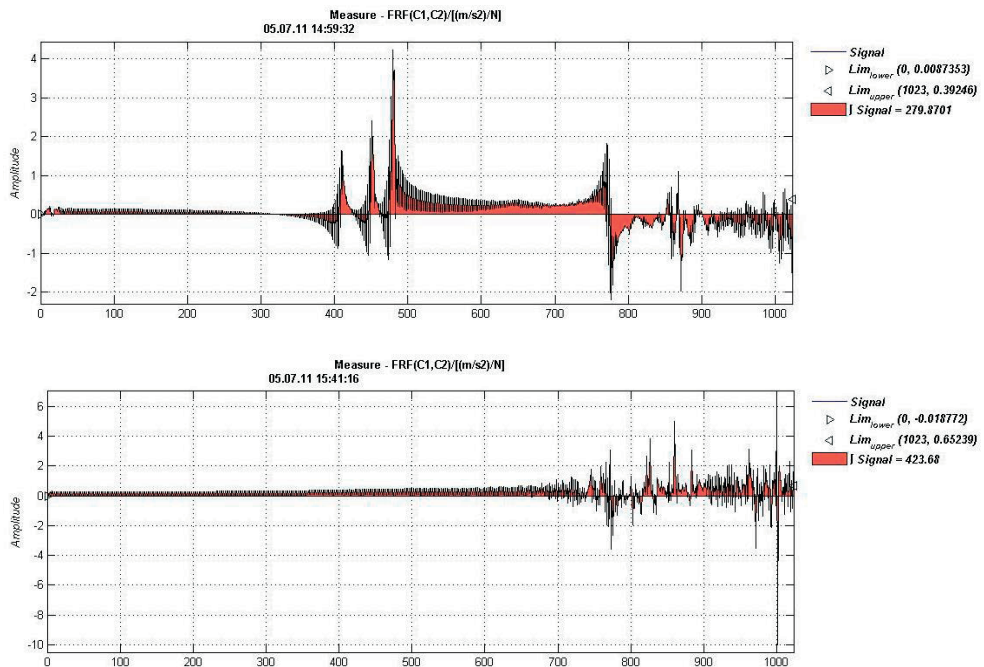 Measure - FRF(C1,C2)/[(m/s2)/N]
05.07.11 14:59:32
Amplitude
4
3
2
1
0
-1
-2
0 100 200 300 400 500 600 700 800 900 1000
Signal
Lim_lower (0, 0.0087353)
Lim_upper (1023, 0.39246)
∫ Signal = 279.8701
Measure - FRF(C1,C2)/[(m/s2)/N]
05.07.11 15:41:16
Amplitude
6
4
2
0
-2
-4
-6
-8
-10
0 100 200 300 400 500 600 700 800 900 1000
Signal
Lim_lower (0, -0.018772)
Lim_upper (1023, 0.65239)
∫ Signal = 423.68